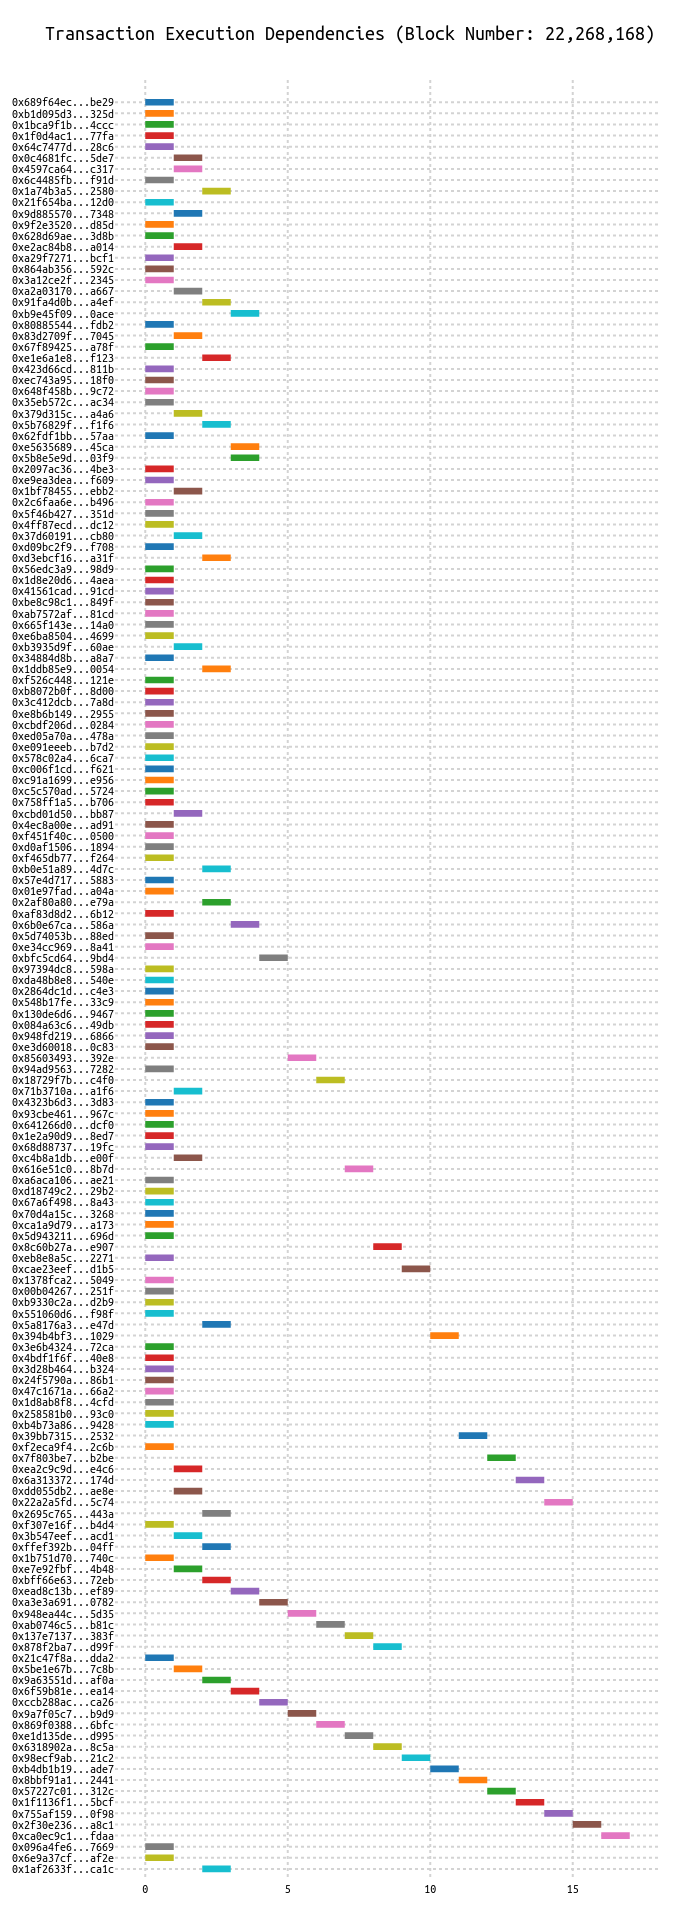 Transaction Execution Dependencies (Block Number: 22,268,168)
0x689f64ec...be29
0xb1d095d3...325d
0x1bca9f1b...4ccc
0x1f0d4ac1...77fa
0x64c7477d...28c6
0x0c4681fc...5de7
0x4597ca64...c317
0x6c4485fb...f91d
0x1a74b3a5...2580
0x21f654ba...12d0
0x9d885570...7348
0x9f2e3520...d85d
0x628d69ae...3d8b
0xe2ac84b8...a014
0xa29f7271...bcf1
0x864ab356...592c
0x3a12ce2f...2345
0xa2a03170...a667
0x91fa4d0b...a4ef
0xb9e45f09...0ace
0x80885544...fdb2
0x83d2709f...7045
0x67f89425...a78f
0xe1e6a1e8...f123
0x423d66cd...811b
0xec743a95...18f0
0x648f458b...9c72
0x35eb572c...ac34
0x379d315c...a4a6
0x5b76829f...f1f6
0x62fdf1bb...57aa
0xe5635689...45ca
0x5b8e5e9d...03f9
0x2097ac36...4be3
0xe9ea3dea...f609
0x1bf78455...ebb2
0x2c6faa6e...b496
0x5f46b427...351d
0x4ff87ecd...dc12
0x37d60191...cb80
0xd09bc2f9...f708
0xd3ebcf16...a31f
0x56edc3a9...98d9
0x1d8e20d6...4aea
0x41561cad...91cd
0xbe8c98c1...849f
0xab7572af...81cd
0x665f143e...14a0
0xe6ba8504...4699
0xb3935d9f...60ae
0x34884d8b...a8a7
0x1ddb85e9...0054
0xf526c448...121e
0xb8072b0f...8d00
0x3c412dcb...7a8d
0xe8b6b149...2955
0xcbdf206d...0284
0xed05a70a...478a
0xe091eeeb...b7d2
0x578c02a4...6ca7
0xc006f1cd...f621
0xc91a1699...e956
0xc5c570ad...5724
0x758ff1a5...b706
0xcbd01d50...bb87
0x4ec8a00e...ad91
0xf451f40c...0500
0xd0af1506...1894
0xf465db77...f264
0xb0e51a89...4d7c
0x57e4d717...5883
0x01e97fad...a04a
0x2af80a80...e79a
0xaf83d8d2...6b12
0x6b0e67ca...586a
0x5d74053b...88ed
0xe34cc969...8a41
0xbfc5cd64...9bd4
0x97394dc8...598a
0xda48b8e8...540e
0x2864dc1d...c4e3
0x548b17fe...33c9
0x130de6d6...9467
0x084a63c6...49db
0x948fd219...6866
0xe3d60018...0c83
0x85603493...392e
0x94ad9563...7282
0x18729f7b...c4f0
0x71b3710a...a1f6
0x4323b6d3...3d83
0x93cbe461...967c
0x641266d0...dcf0
0x1e2a90d9...8ed7
0x68d88737...19fc
0xc4b8a1db...e00f
0x616e51c0...8b7d
0xa6aca106...ae21
0xd18749c2...29b2
0x67a6f498...8a43
0x70d4a15c...3268
0xca1a9d79...a173
0x5d943211...696d
0x8c60b27a...e907
0xeb8e8a5c...2271
0xcae23eef...d1b5
0x1378fca2...5049
0x00b04267...251f
0xb9330c2a...d2b9
0x551060d6...f98f
0x5a8176a3...e47d
0x394b4bf3...1029
0x3e6b4324...72ca
0x4bdf1f6f...40e8
0x3d28b464...b324
0x24f5790a...86b1
0x47c1671a...66a2
0x1d8ab8f8...4cfd
0x258581b0...93c0
0xb4b73a86...9428
0x39bb7315...2532
0xf2eca9f4...2c6b
0x7f803be7...b2be
0xea2c9c9d...e4c6
0x6a313372...174d
0xdd055db2...ae8e
0x22a2a5fd...5c74
0x2695c765...443a
0xf307e16f...b4d4
0x3b547eef...acd1
0xffef392b...04ff
0x1b751d70...740c
0xe7e92fbf...4b48
0xbff66e63...72eb
0xead8c13b...ef89
0xa3e3a691...0782
0x948ea44c...5d35
0xab0746c5...b81c
0x137e7137...383f
0x878f2ba7...d99f
0x21c47f8a...dda2
0x5be1e67b...7c8b
0x9a63551d...af0a
0x6f59b81e...ea14
0xccb288ac...ca26
0x9a7f05c7...b9d9
0x869f0388...6bfc
0xe1d135de...d995
0x6318902a...8c5a
0x98ecf9ab...21c2
0xb4db1b19...ade7
0x8bbf91a1...2441
0x57227c01...312c
0x1f1136f1...5bcf
0x755af159...0f98
0x2f30e236...a8c1
0xca0ec9c1...fdaa
0x096a4fe6...7669
0x6e9a37cf...af2e
0x1af2633f...ca1c
0 5 10 15